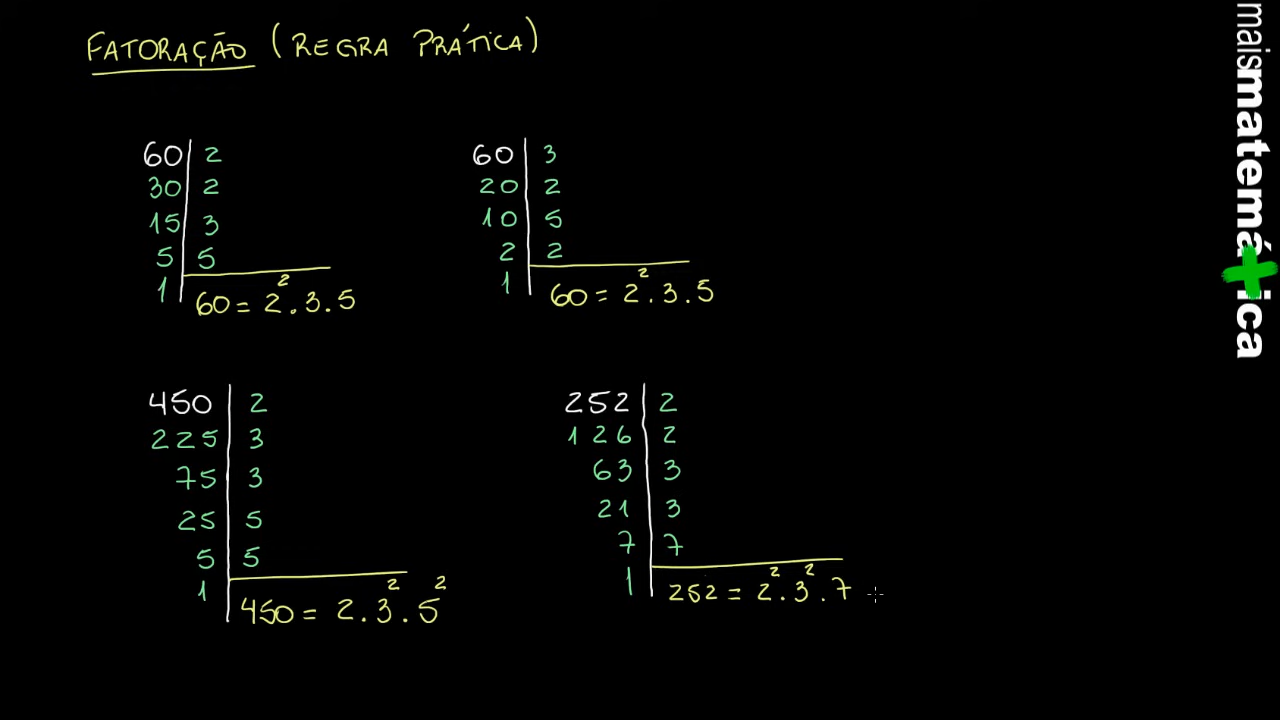 FATORAÇÃO (REGRA PRÁTICA)
60 | 2
30 | 2
15 | 3
5 | 5
1
60 = 2².3.5
60 | 3
20 | 2
10 | 5
2 | 2
1
60 = 2².3.5
450 | 2
225 | 3
75 | 3
25 | 5
5 | 5
1
450 = 2.3².5²
252 | 2
126 | 2
63 | 3
21 | 3
7 | 7
1
252 = 2².3².7
maismatemática